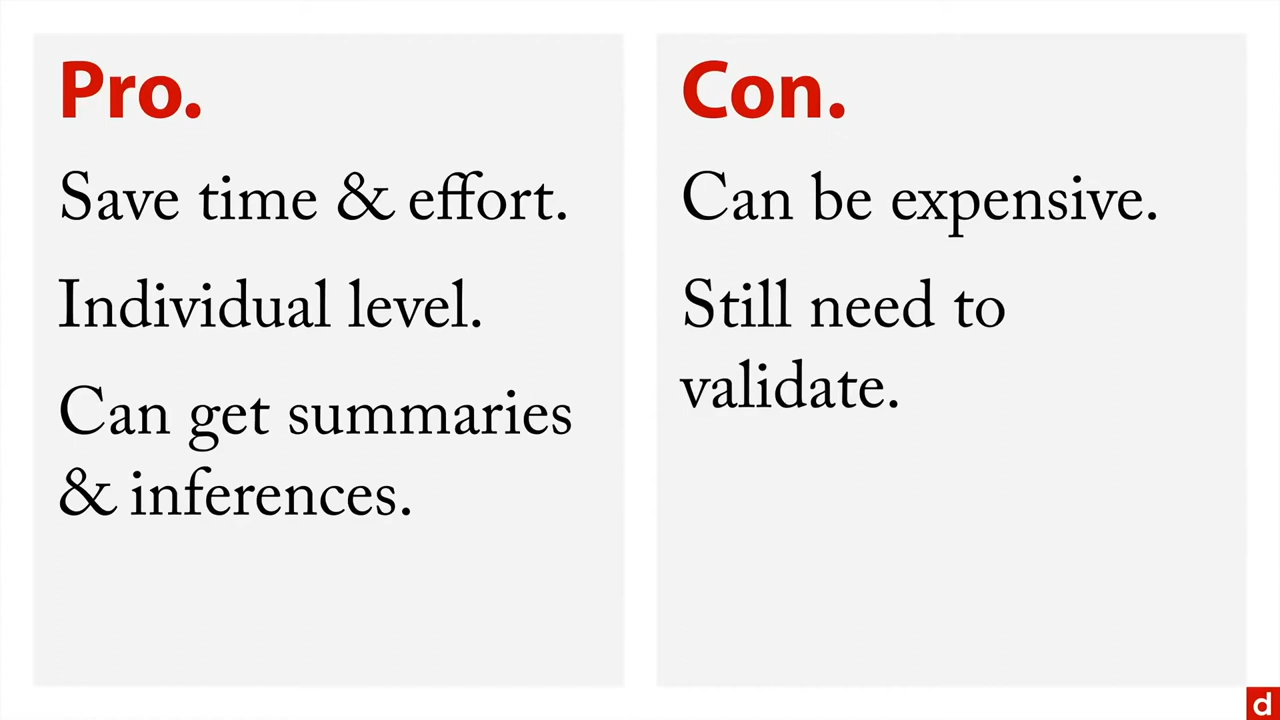 Pro.
Save time & effort.
Individual level.
Can get summaries
& inferences.
Con.
Can be expensive.
Still need to
validate.
d